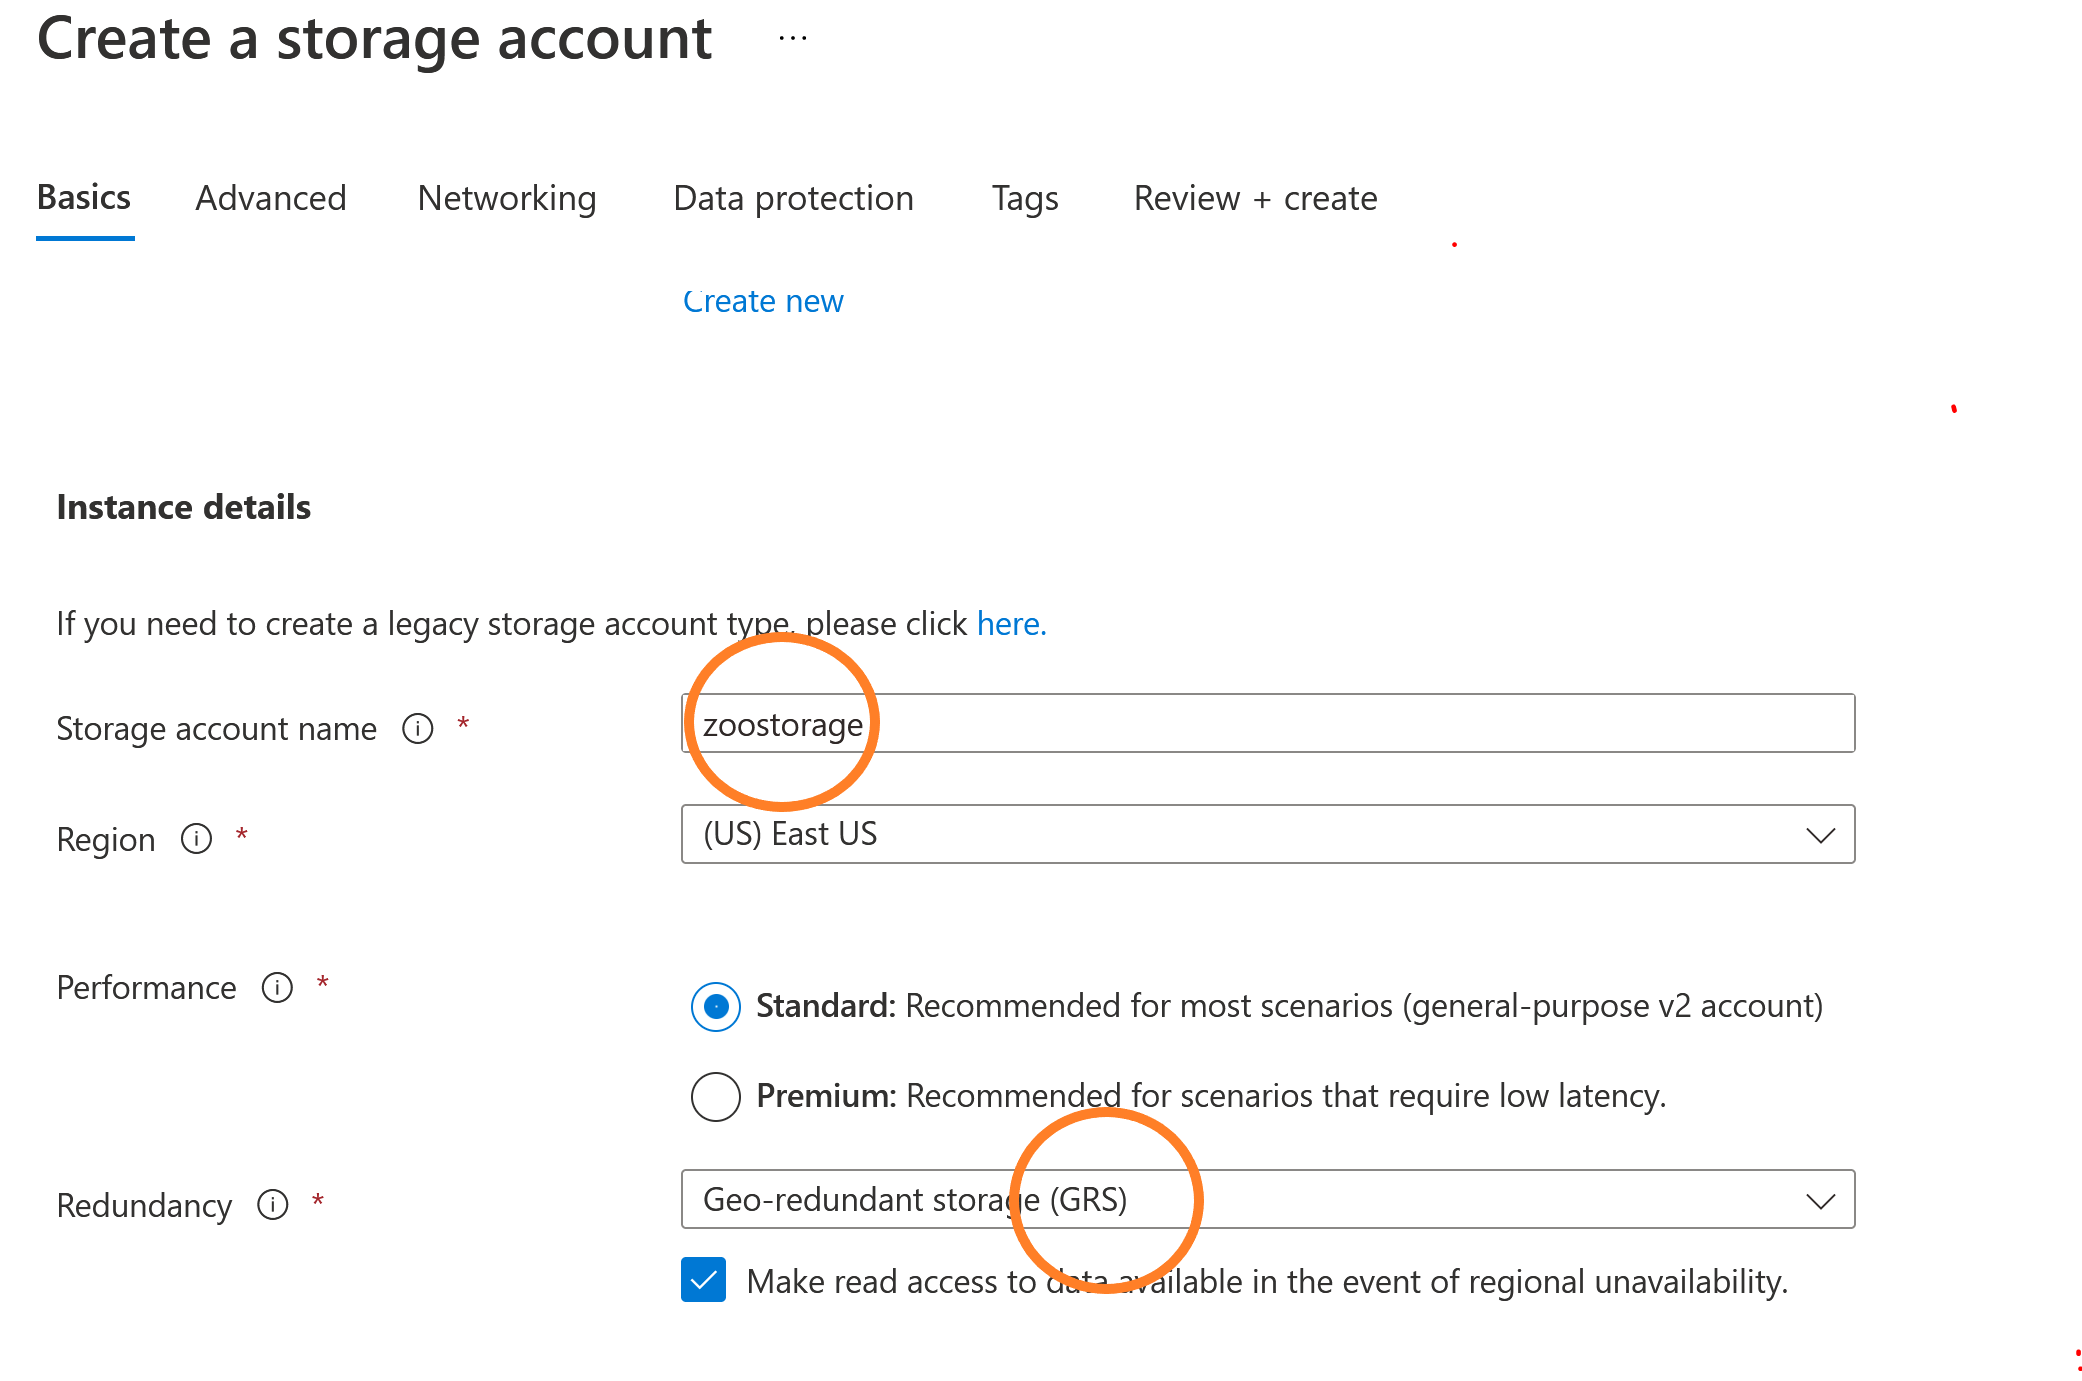 Create a storage account ...
Basics Advanced Networking Data protection Tags Review + create
Create new
Instance details
If you need to create a legacy storage account type, please click here.
Storage account name * zoostorage
Region * (US) East US
Performance * Standard: Recommended for most scenarios (general-purpose v2 account)
Premium: Recommended for scenarios that require low latency.
Redundancy * Geo-redundant storage (GRS)
Make read access to data available in the event of regional unavailability.